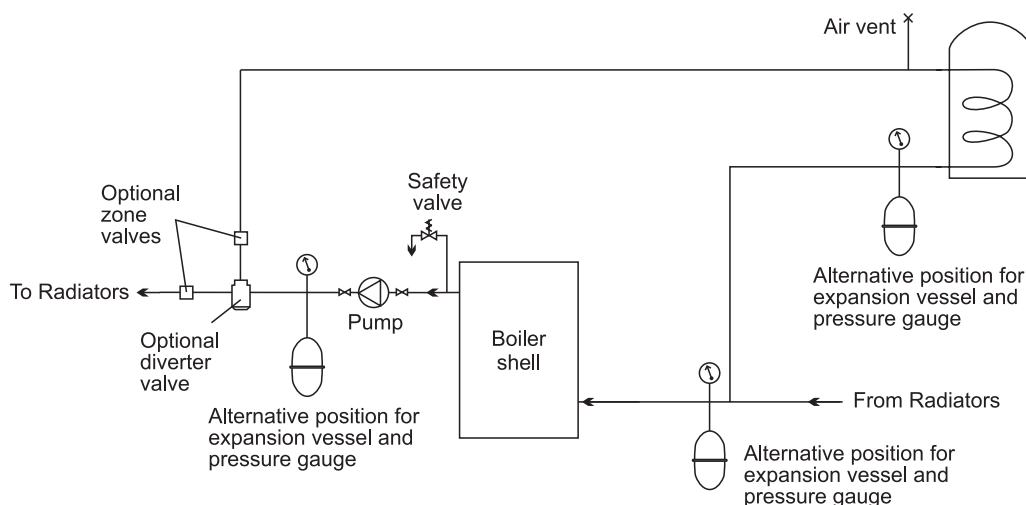 Air vent
Safety
valve
Optional
zone
valves
To Radiators
Pump
Optional
diverter
valve
Boiler
shell
Alternative position for
expansion vessel and
pressure gauge
Alternative position for
expansion vessel and
pressure gauge
From Radiators
Alternative position for
expansion vessel and
pressure gauge